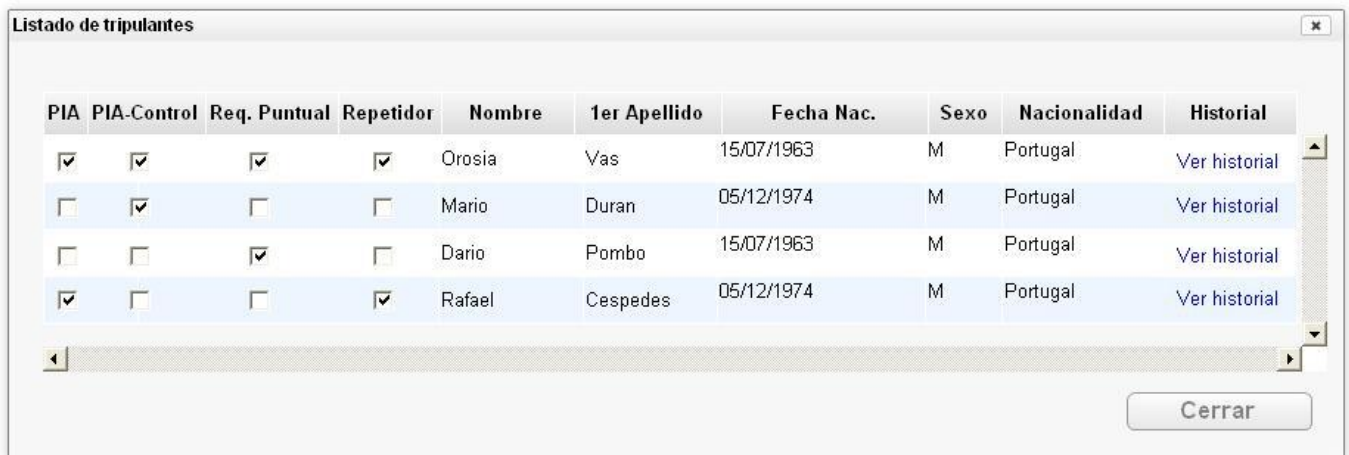 Listado de tripulantes
PIA PIA-Control Req. Puntual Repetidor Nombre 1er Apellido Fecha Nac. Sexo Nacionalidad Historial
Orosia Vas 15/07/1963 M Portugal Ver historial
Mario Duran 05/12/1974 M Portugal Ver historial
Dario Pombo 15/07/1963 M Portugal Ver historial
Rafael Cespedes 05/12/1974 M Portugal Ver historial
Cerrar